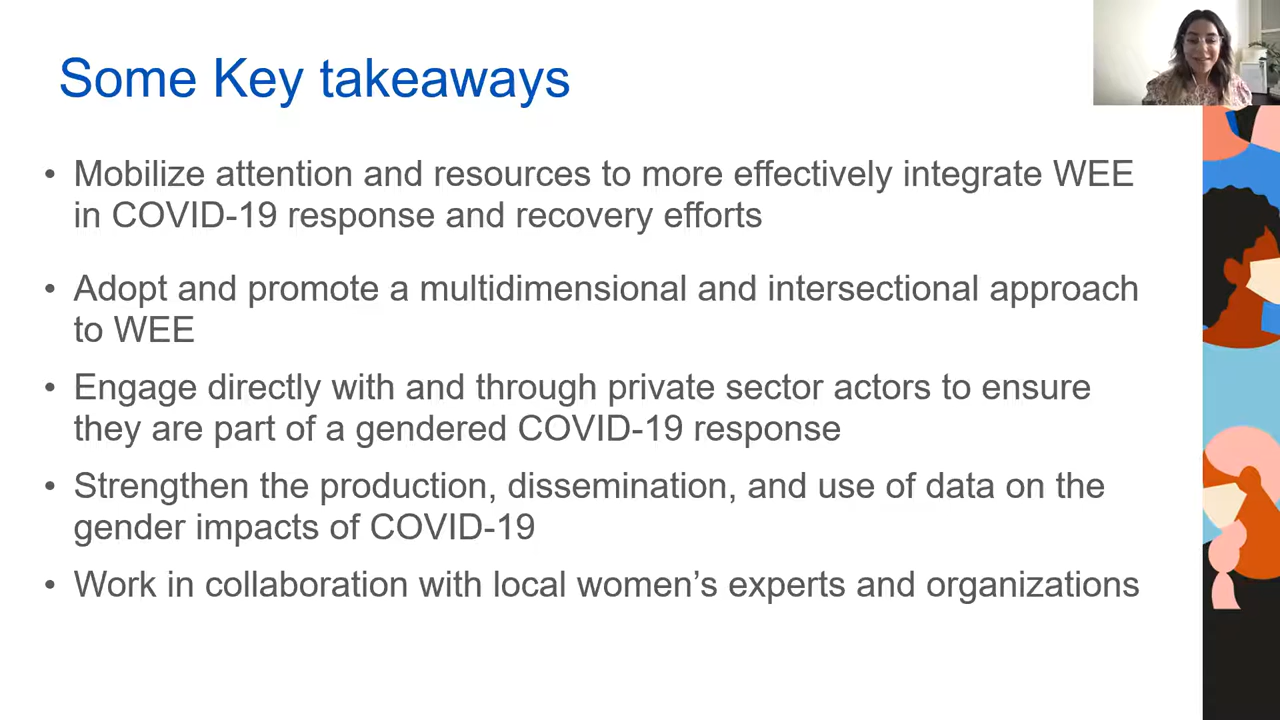 Some Key takeaways
• Mobilize attention and resources to more effectively integrate WEE
in COVID-19 response and recovery efforts
• Adopt and promote a multidimensional and intersectional approach
to WEE
• Engage directly with and through private sector actors to ensure
they are part of a gendered COVID-19 response
• Strengthen the production, dissemination, and use of data on the
gender impacts of COVID-19
• Work in collaboration with local women’s experts and organizations